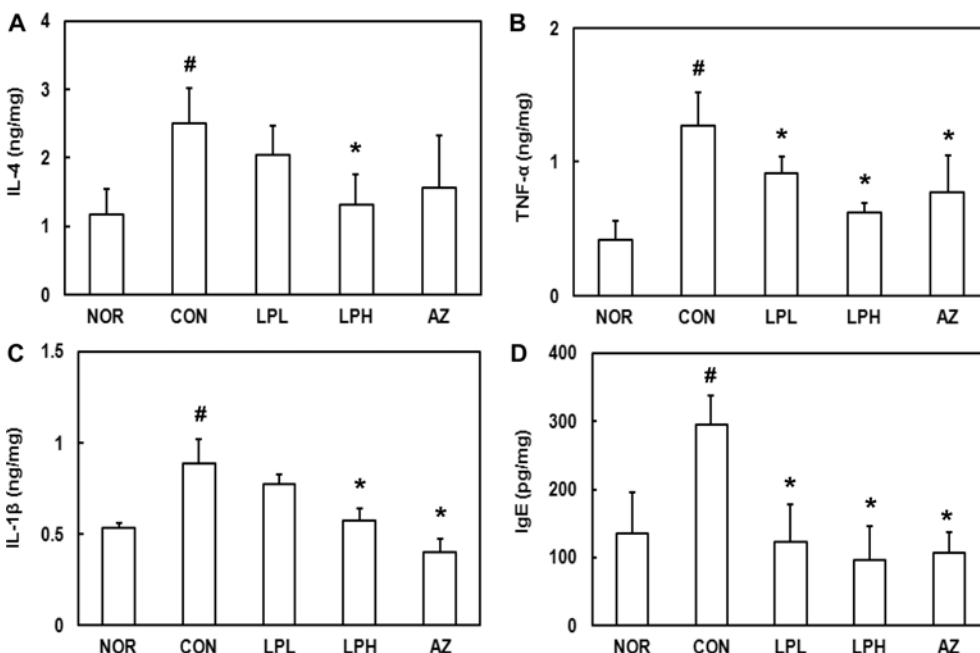 A
IL-4 (ng/mg)
4
3
2
1
0
#
*
NOR CON LPL LPH AZ
B
TNF-α (ng/mg)
2
1
0
#
*
*
*
NOR CON LPL LPH AZ
C
IL-1β (ng/mg)
1.5
1
0.5
0
#
*
*
NOR CON LPL LPH AZ
D
IgE (pg/mg)
400
300
200
100
0
#
*
*
*
NOR CON LPL LPH AZ